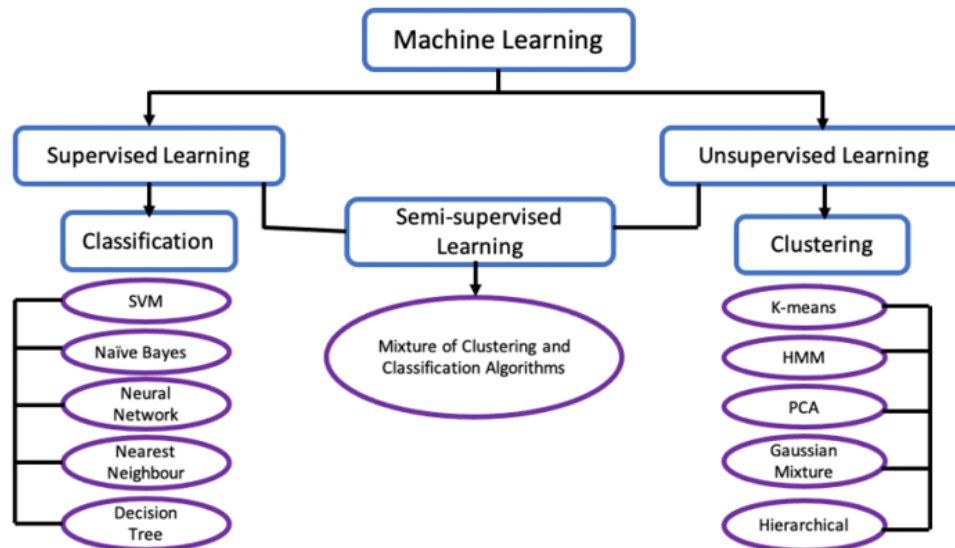 Machine Learning
Supervised Learning
Unsupervised Learning
Semi-supervised
Learning
Classification
Clustering
SVM
Naïve Bayes
Neural
Network
Nearest
Neighbour
Decision
Tree
Mixture of Clustering and
Classification Algorithms
K-means
HMM
PCA
Gaussian
Mixture
Hierarchical